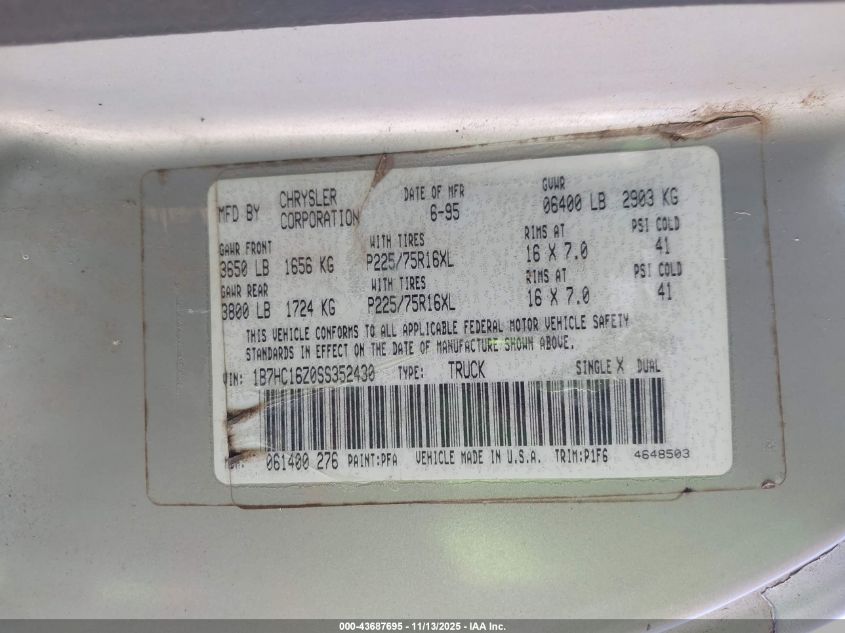 MFD BY CHRYSLER CORPORATION DATE OF MFR 6-95 GVWR 06400 LB 2903 KG
GAWR FRONT WITH TIRES RIMS AT PSI COLD
3650 LB 1656 KG P225/75R16XL 16 X 7.0 41
GAWR REAR WITH TIRES RIMS AT PSI COLD
3800 LB 1724 KG P225/75R16XL 16 X 7.0 41
THIS VEHICLE CONFORMS TO ALL APPLICABLE FEDERAL MOTOR VEHICLE SAFETY
STANDARDS IN EFFECT ON THE DATE OF MANUFACTURE SHOWN ABOVE.
VIN: 1B7HC16Z0SS352430 TYPE: TRUCK SINGLE X DUAL
MDH: 061400 276 PAINT:PFA VEHICLE MADE IN U.S.A. TRIM:P1F6 4648503
000-43687695 - 11/13/2025 - IAA Inc.